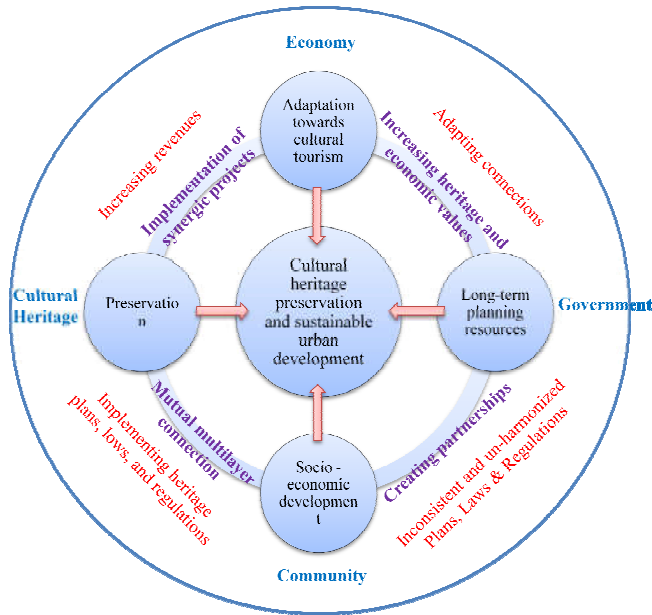 Economy
Adaptation
towards
cultural
tourism
Increasing revenues
Implementation of
synergic projects
Increasing heritage and
economic values
Adapting connections
Cultural
Heritage
Preservatio
n
Cultural
heritage
preservation
and sustainable
urban
development
Long-term
planning
resources
Government
Implementing heritage
plans, lows, and regulations
Mutual multilayer
connection
Socio -
economic
developmen
t
Creating partnerships
Inconsistent and un-harmonized
Plans, Laws & Regulations
Community